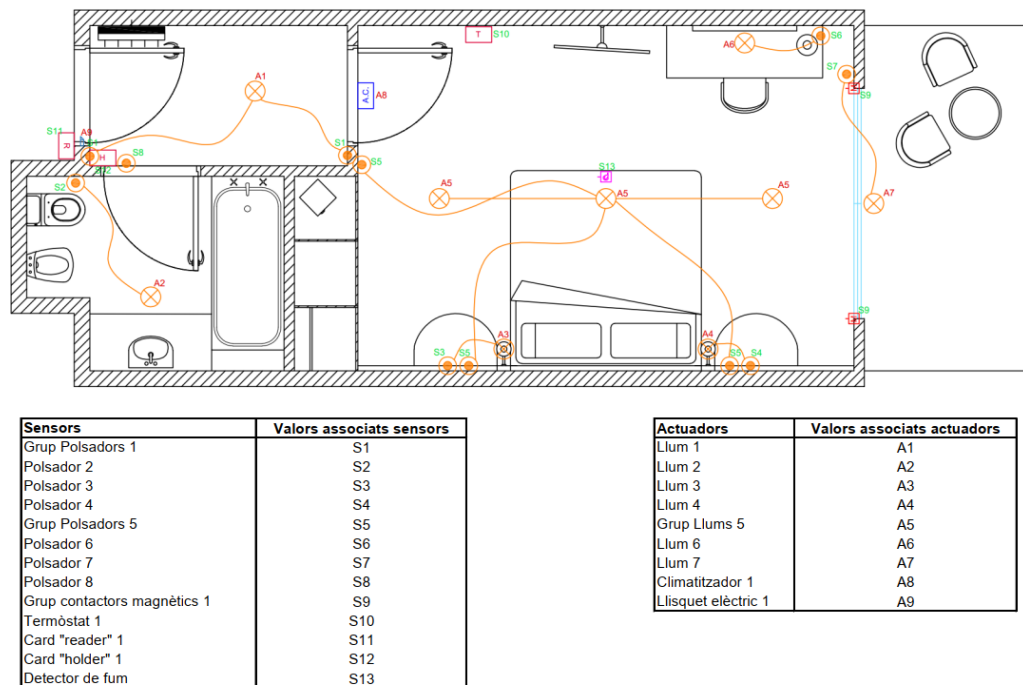 S10
T
A6
S6
S7
A1
A.C.
A8
S9
S11
R
A9
S1
H
S8
S12
S1
S5
S13
S2
A5
A5
A5
A7
A2
S9
A3
A4
S3
S5
S5
S4
Sensors Valors associats sensors
Grup Polsadors 1 S1
Polsador 2 S2
Polsador 3 S3
Polsador 4 S4
Grup Polsadors 5 S5
Polsador 6 S6
Polsador 7 S7
Polsador 8 S8
Grup contactors magnètics 1 S9
Termòstat 1 S10
Card "reader" 1 S11
Card "holder" 1 S12
Detector de fum S13
Actuadors Valors associats actuadors
Llum 1 A1
Llum 2 A2
Llum 3 A3
Llum 4 A4
Grup Llums 5 A5
Llum 6 A6
Llum 7 A7
Climatitzador 1 A8
Llisquet elèctric 1 A9